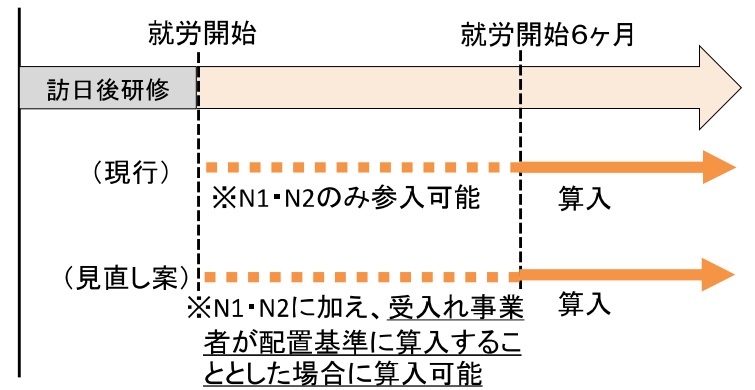 就労開始
就労開始6ヶ月
訪日後研修
（現行）
※N1・N2のみ参入可能
算入
（見直し案）
※N1・N2に加え、受入れ事業
者が配置基準に算入するこ
ととした場合に算入可能
算入